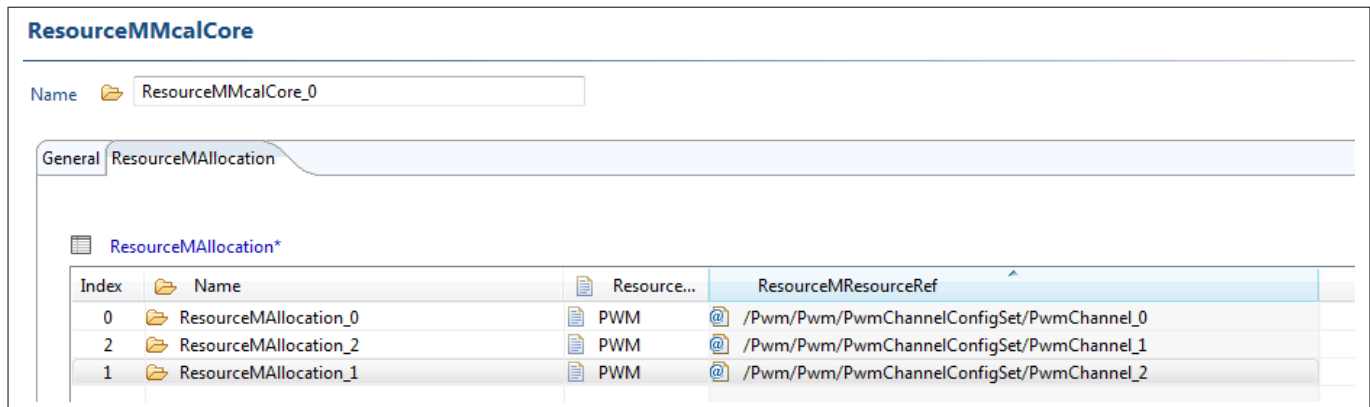 ResourceMMcalCore
Name ResourceMMcalCore_0
General ResourceMAllocation
ResourceMAllocation*
Index Name Resource... ResourceMResourceRef
0 ResourceMAllocation_0 PWM /Pwm/Pwm/PwmChannelConfigSet/PwmChannel_0
2 ResourceMAllocation_2 PWM /Pwm/Pwm/PwmChannelConfigSet/PwmChannel_1
1 ResourceMAllocation_1 PWM /Pwm/Pwm/PwmChannelConfigSet/PwmChannel_2